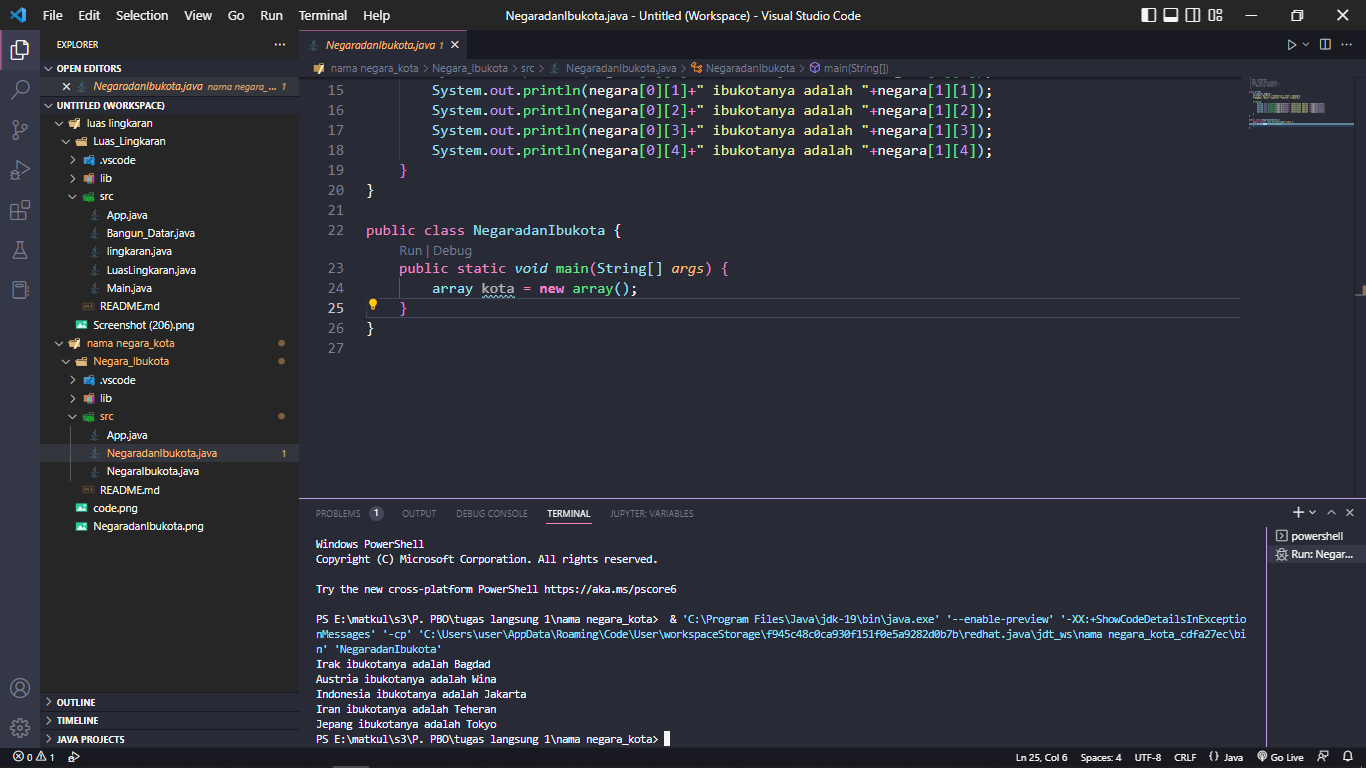 File Edit Selection View Go Run Terminal Help NegaradanIbukota.java - Untitled (Workspace) - Visual Studio Code
EXPLORER
OPEN EDITORS
NegaradanIbukota.java nama negara_... 1
UNTITLED (WORKSPACE)
luas lingkaran
Luas_Lingkaran
.vscode
lib
src
App.java
Bangun_Datar.java
lingkaran.java
LuasLingkaran.java
Main.java
README.md
Screenshot (206).png
nama negara_kota
Negara_Ibukota
.vscode
lib
src
App.java
NegaradanIbukota.java 1
NegaraIbukota.java
README.md
code.png
NegaradanIbukota.png
OUTLINE
TIMELINE
JAVA PROJECTS
NegaradanIbukota.java 1
nama negara_kota > Negara_Ibukota > src > NegaradanIbukota.java > NegaradanIbukota > main(String[])
15 System.out.println(negara[0][1]+" ibukotanya adalah "+negara[1][1]);
16 System.out.println(negara[0][2]+" ibukotanya adalah "+negara[1][2]);
17 System.out.println(negara[0][3]+" ibukotanya adalah "+negara[1][3]);
18 System.out.println(negara[0][4]+" ibukotanya adalah "+negara[1][4]);
19 }
20 }
21
22 public class NegaradanIbukota {
Run | Debug
23 public static void main(String[] args) {
24 array kota = new array();
25 }
26 }
27
PROBLEMS 1 OUTPUT DEBUG CONSOLE TERMINAL JUPYTER: VARIABLES
powershell
Run: Negar...
Windows PowerShell
Copyright (C) Microsoft Corporation. All rights reserved.
Try the new cross-platform PowerShell https://aka.ms/pscore6
PS E:\matkul\s3\P. PBO\tugas langsung 1\nama negara_kota> & 'C:\Program Files\Java\jdk-19\bin\java.exe' '--enable-preview' '-XX:+ShowCodeDetailsInExceptio
nMessages' '-cp' 'C:\Users\user\AppData\Roaming\Code\User\workspaceStorage\f945c48c0ca930f151f0e5a9282d0b7b\redhat.java\jdt_ws\nama negara_kota_cdfa27ec\bi
n' 'NegaradanIbukota'
Irak ibukotanya adalah Bagdad
Austria ibukotanya adalah Wina
Indonesia ibukotanya adalah Jakarta
Iran ibukotanya adalah Teheran
Jepang ibukotanya adalah Tokyo
PS E:\matkul\s3\P. PBO\tugas langsung 1\nama negara_kota>
0 1 Ln 25, Col 6 Spaces: 4 UTF-8 CRLF {} Java Go Live